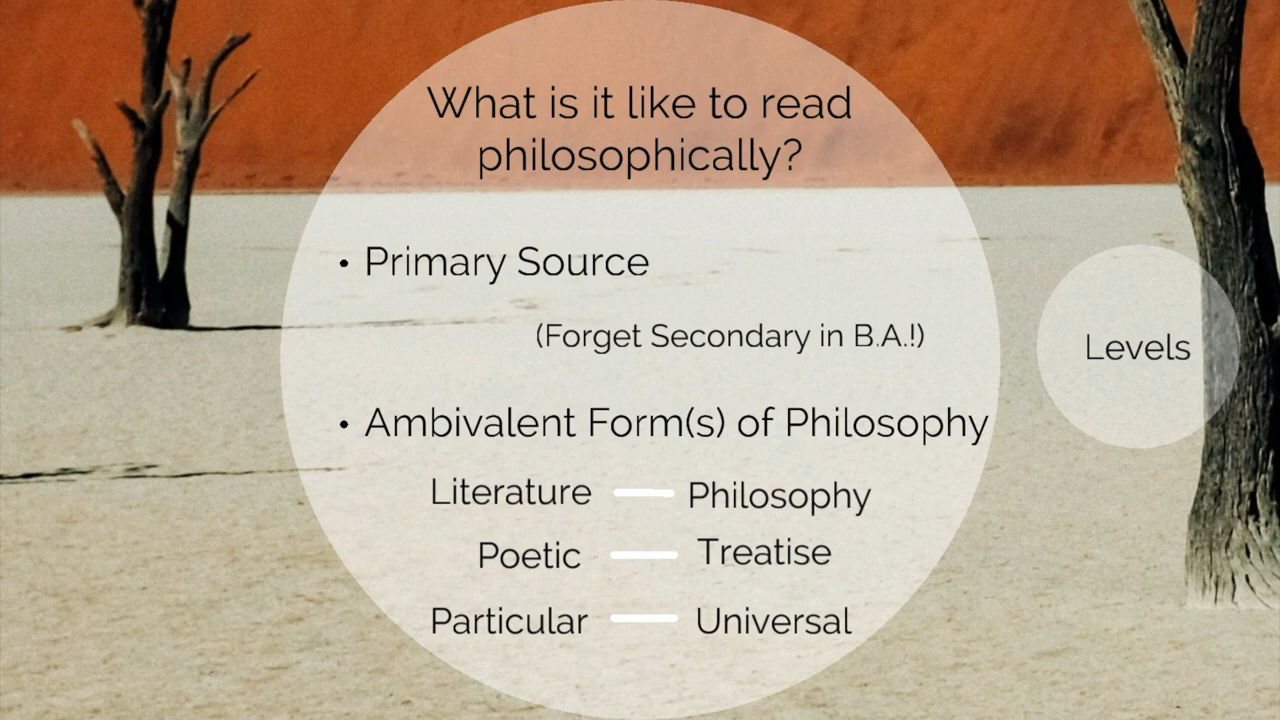 What is it like to read
philosophically?
• Primary Source
(Forget Secondary in B.A.!)
• Ambivalent Form(s) of Philosophy
Literature — Philosophy
Poetic — Treatise
Particular — Universal
Levels